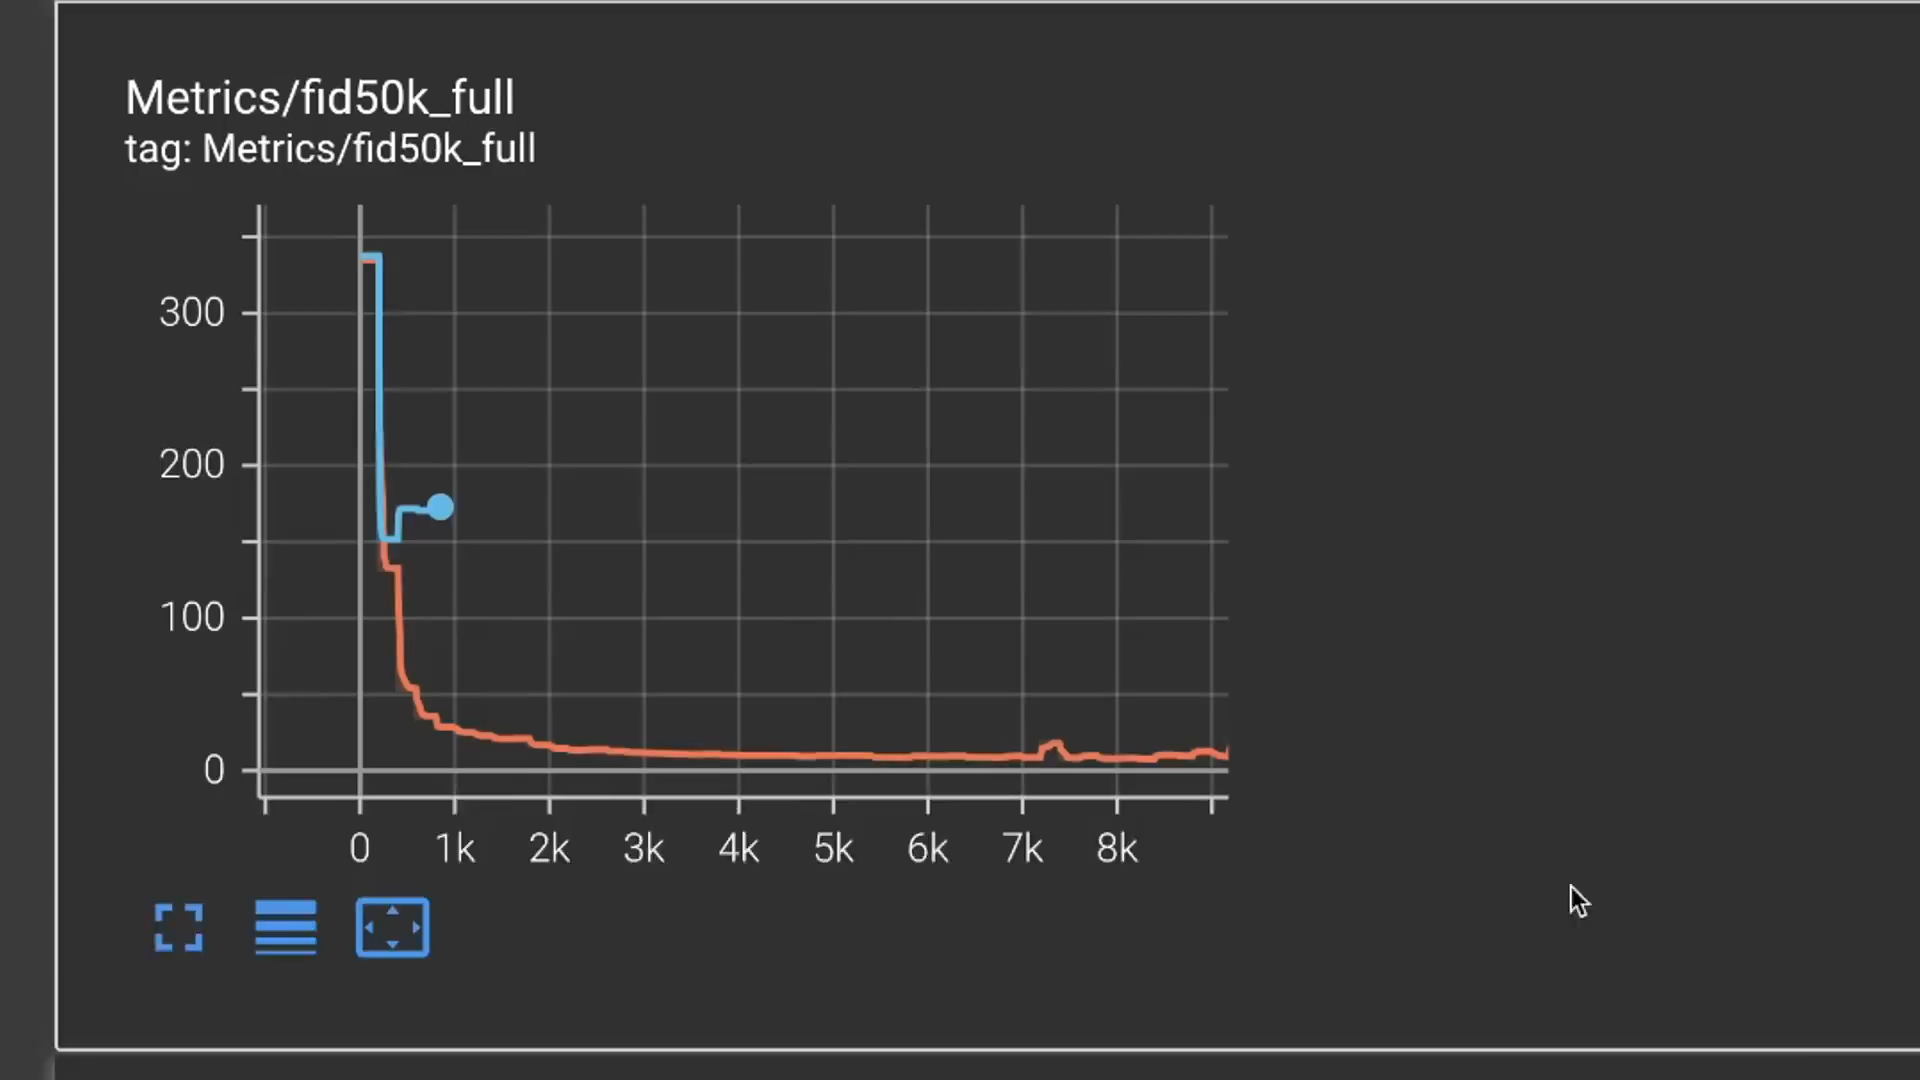 Metrics/fid50k_full
tag: Metrics/fid50k_full
300
200
100
0
0 1k 2k 3k 4k 5k 6k 7k 8k